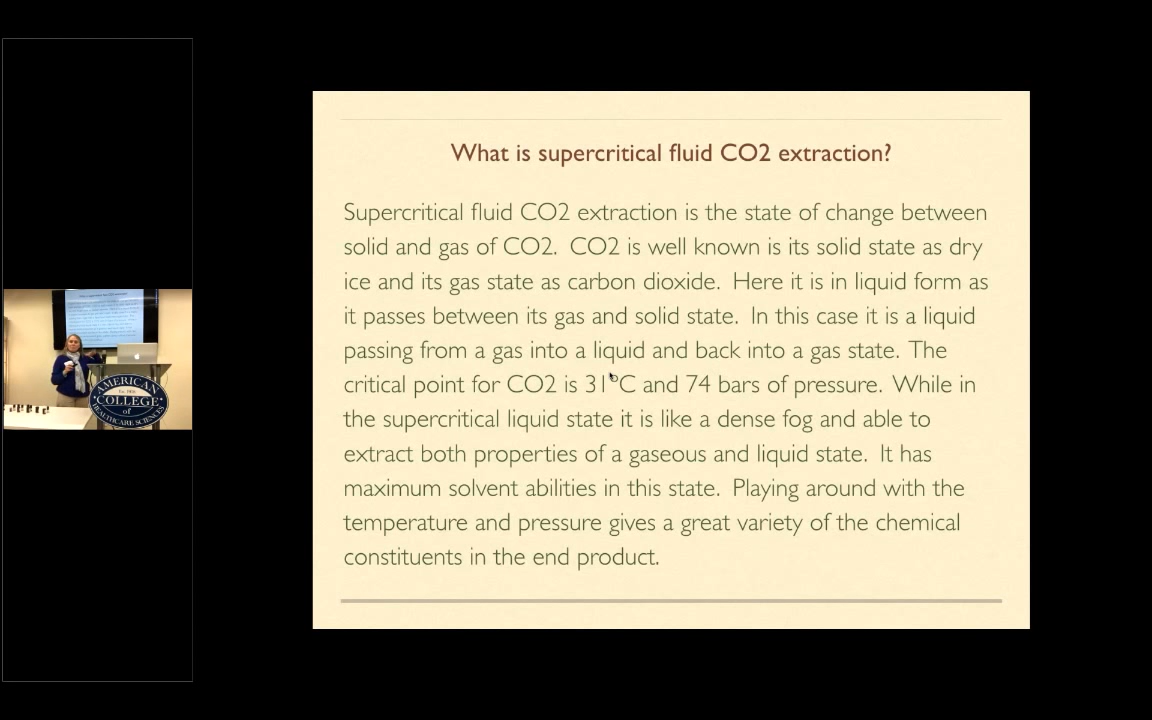 What is supercritical fluid CO2 extraction?
Supercritical fluid CO2 extraction is the state of change between
solid and gas of CO2. CO2 is well known is its solid state as dry
ice and its gas state as carbon dioxide. Here it is in liquid form as
it passes between its gas and solid state. In this case it is a liquid
passing from a gas into a liquid and back into a gas state. The
critical point for CO2 is 31°C and 74 bars of pressure. While in
the supercritical liquid state it is like a dense fog and able to
extract both properties of a gaseous and liquid state. It has
maximum solvent abilities in this state. Playing around with the
temperature and pressure gives a great variety of the chemical
constituents in the end product.
AMERICAN
COLLEGE
of
HEALTHCARE SCIENCES